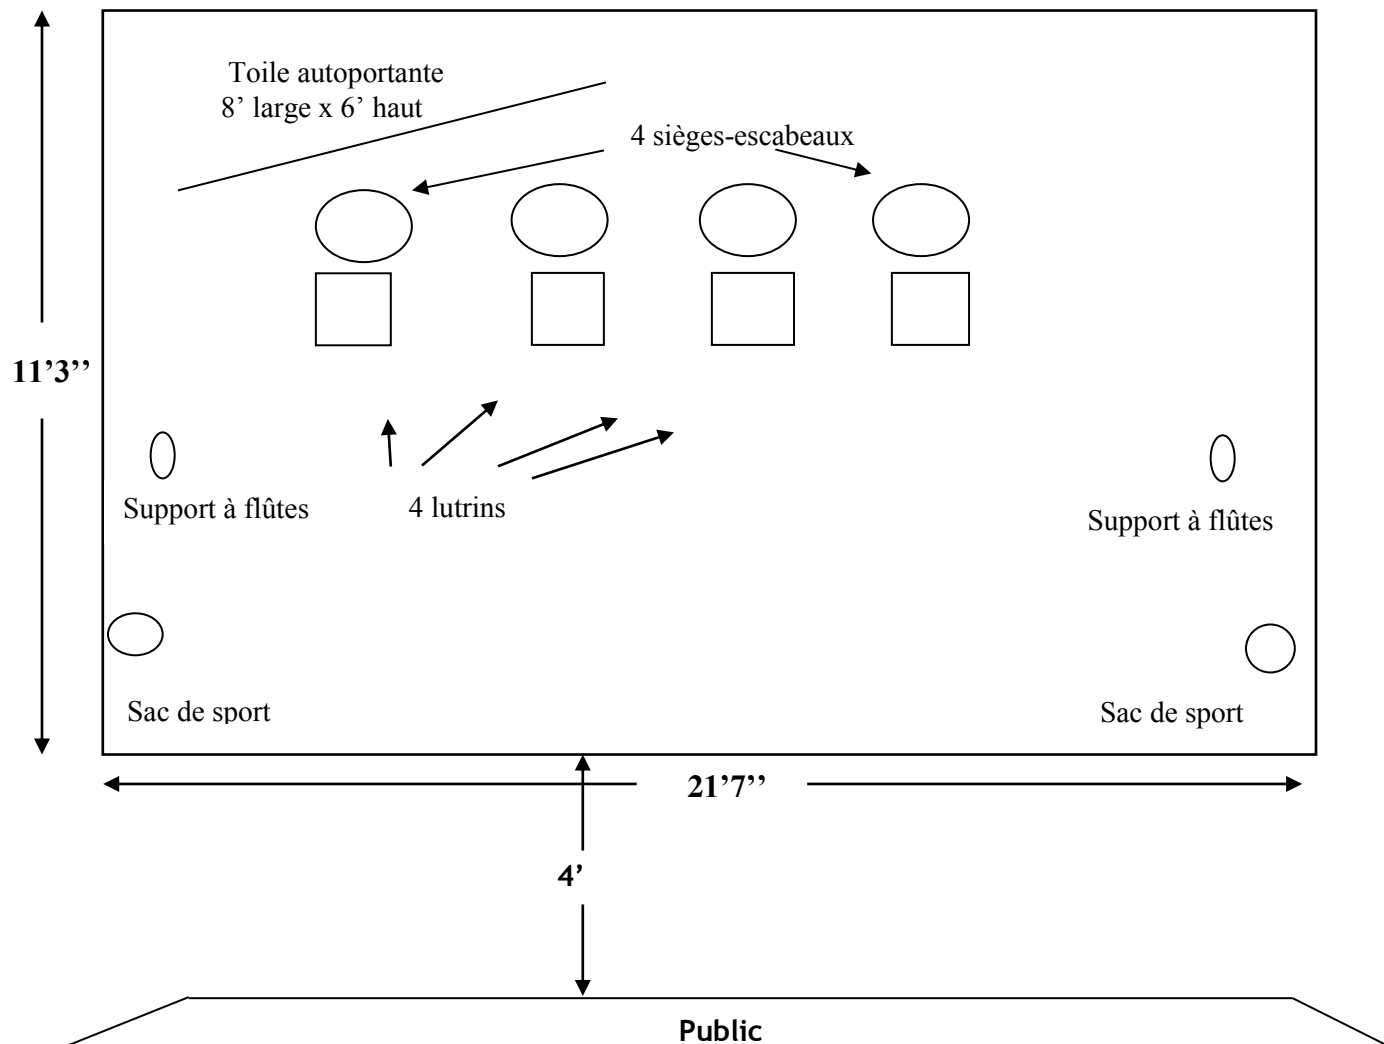 Toile autoportante
8’ large x 6’ haut
4 sièges-escabeaux
11’3’’
Support à flûtes
4 lutrins
Support à flûtes
Sac de sport
Sac de sport
21’7’’
4’
Public